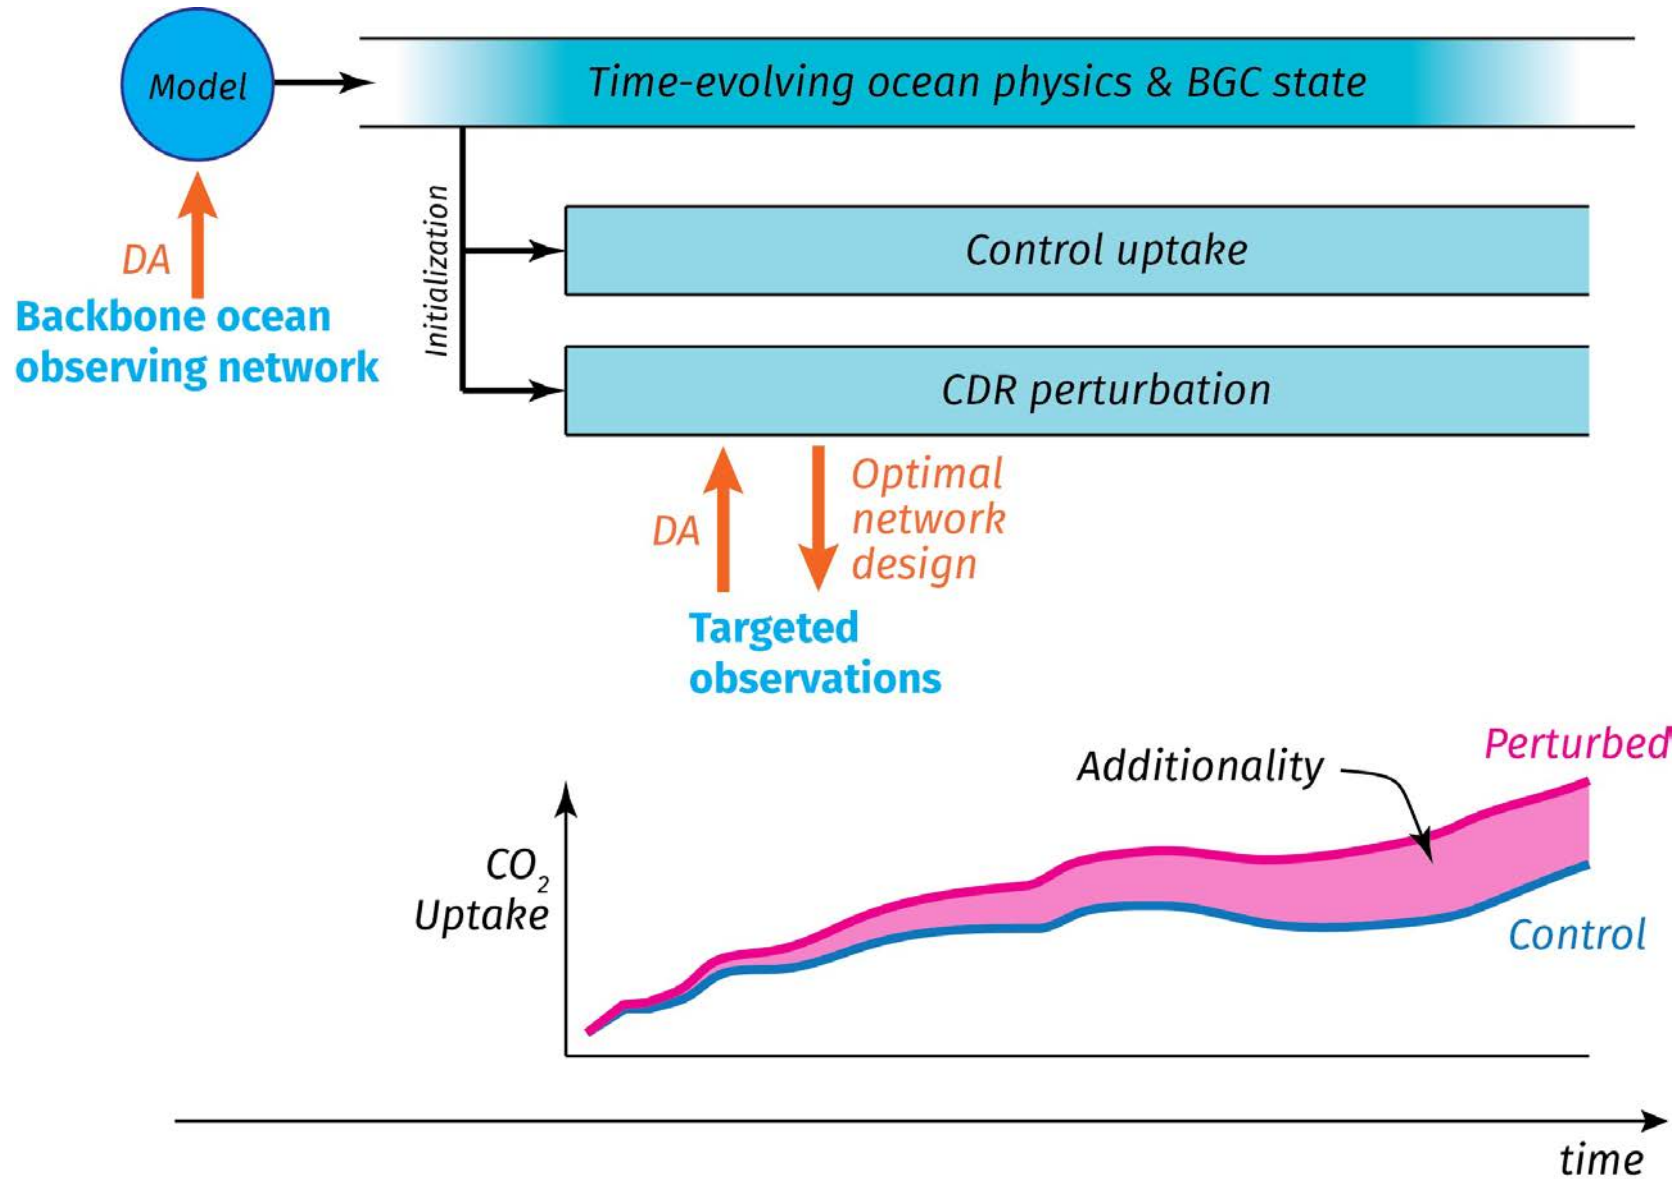 Model
Time-evolving ocean physics & BGC state
DA
Backbone ocean
observing network
Initialization
Control uptake
CDR perturbation
DA
Optimal
network
design
Targeted
observations
Additionality
Perturbed
CO₂
Uptake
Control
time